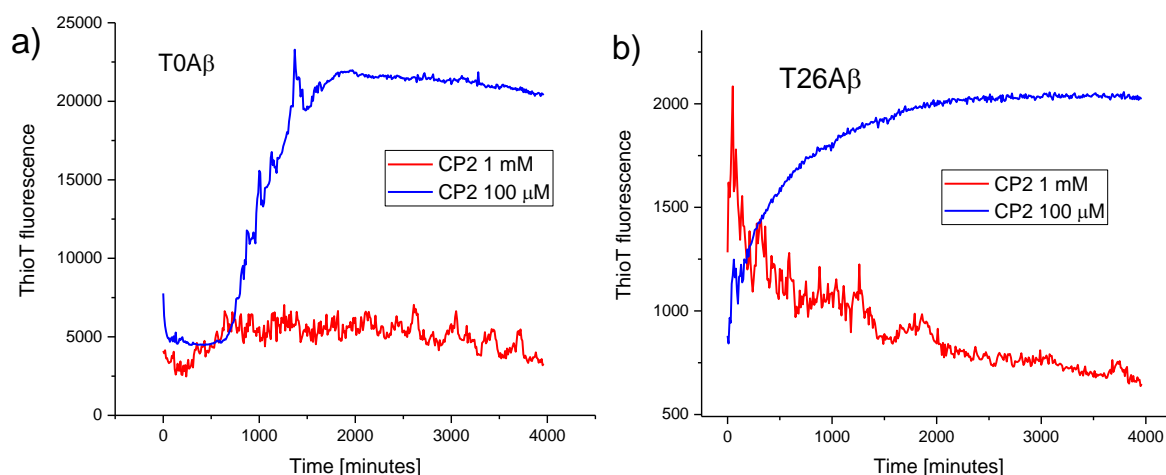 a)
T0Aβ
25000
20000
15000
10000
5000
0
ThioT fluorescence
CP2 1 mM
CP2 100 μM
0 1000 2000 3000 4000
Time [minutes]
b)
T26Aβ
2000
1500
1000
500
ThioT fluorescence
CP2 1 mM
CP2 100 μM
0 1000 2000 3000 4000
Time [minutes]